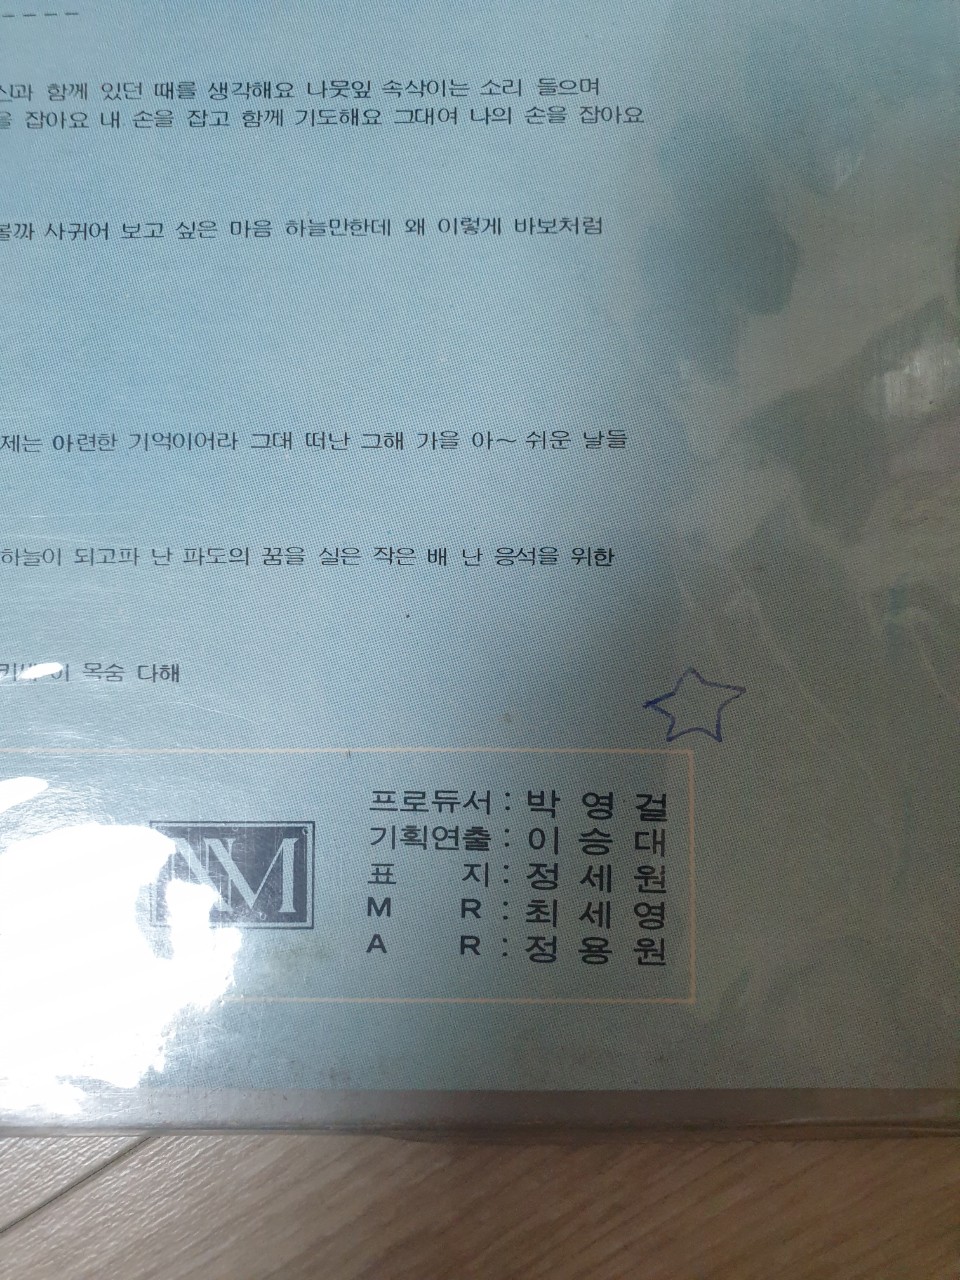 함께 있던 때를 생각해요 나뭇잎 속삭이는 소리 들으며
잡아요 내 손을 잡고 함께 기도해요 그대여 나의 손을 잡아요
사귀어 보고 싶은 마음 하늘만한데 왜 이렇게 바보처럼
제는 아련한 기억이어라 그대 떠난 그해 가을 아~ 쉬운 날들
하늘이 되고파 난 파도의 꿈을 실은 작은 배 난 응석을 위한
이 목숨 다해
프로듀서 : 박영걸
기획연출 : 이승대
표지 : 정세원
MR : 최세영
AR : 정용원